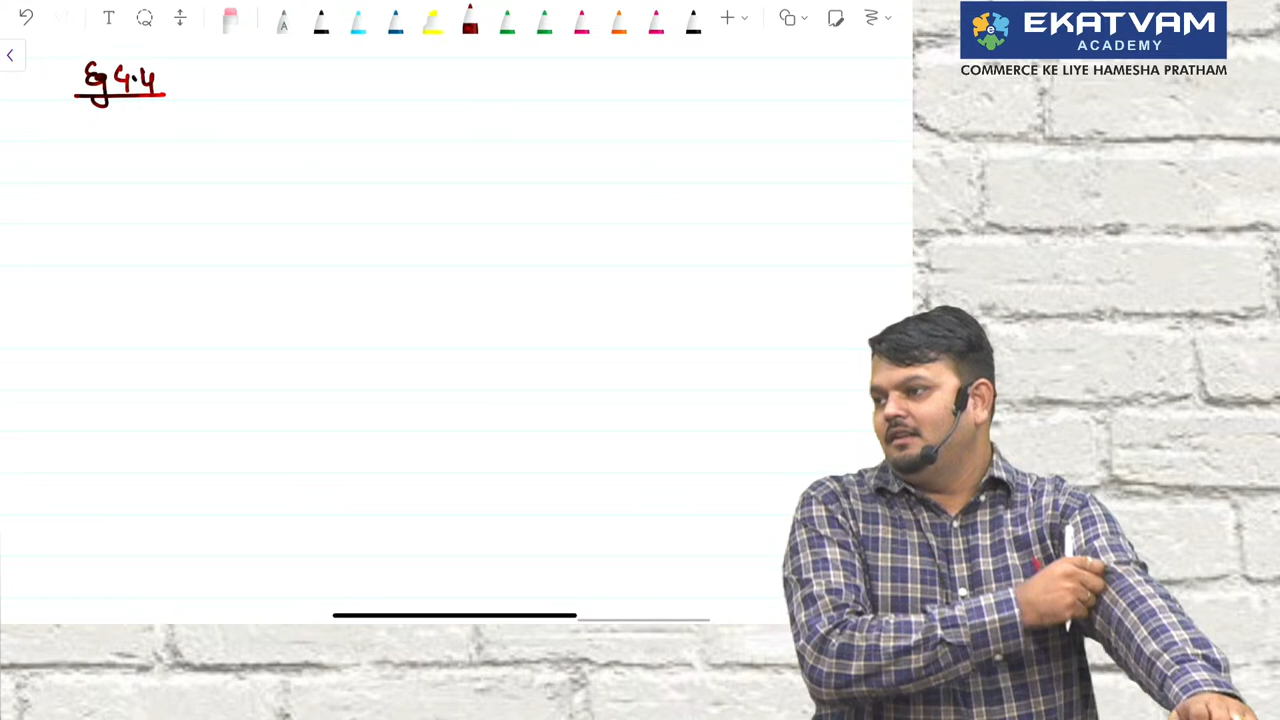 Eg 4.4
EKATVAM
ACADEMY
COMMERCE KE LIYE HAMESHA PRATHAM
T
A
e